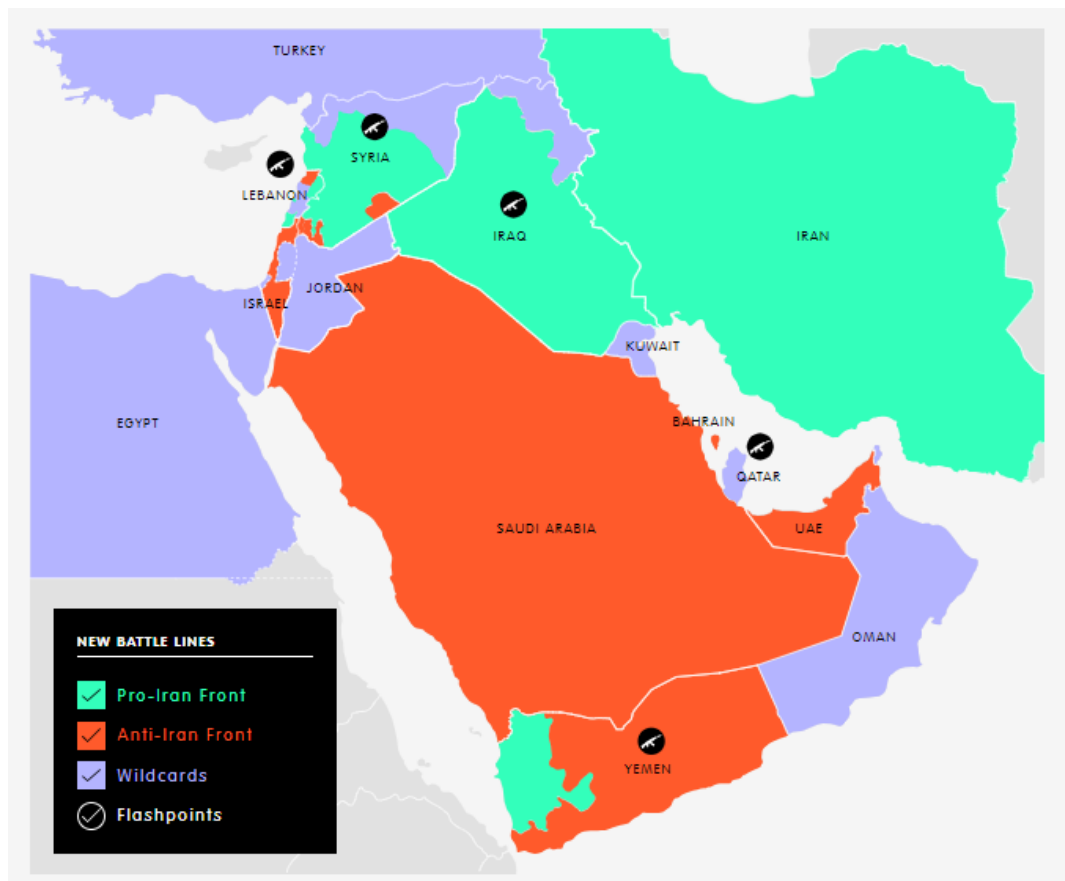 TURKEY
SYRIA
LEBANON
IRAQ
IRAN
ISRAEL
JORDAN
KUWAIT
EGYPT
BAHRAIN
QATAR
SAUDI ARABIA
UAE
OMAN
YEMEN
NEW BATTLE LINES
Pro-Iran Front
Anti-Iran Front
Wildcards
Flashpoints